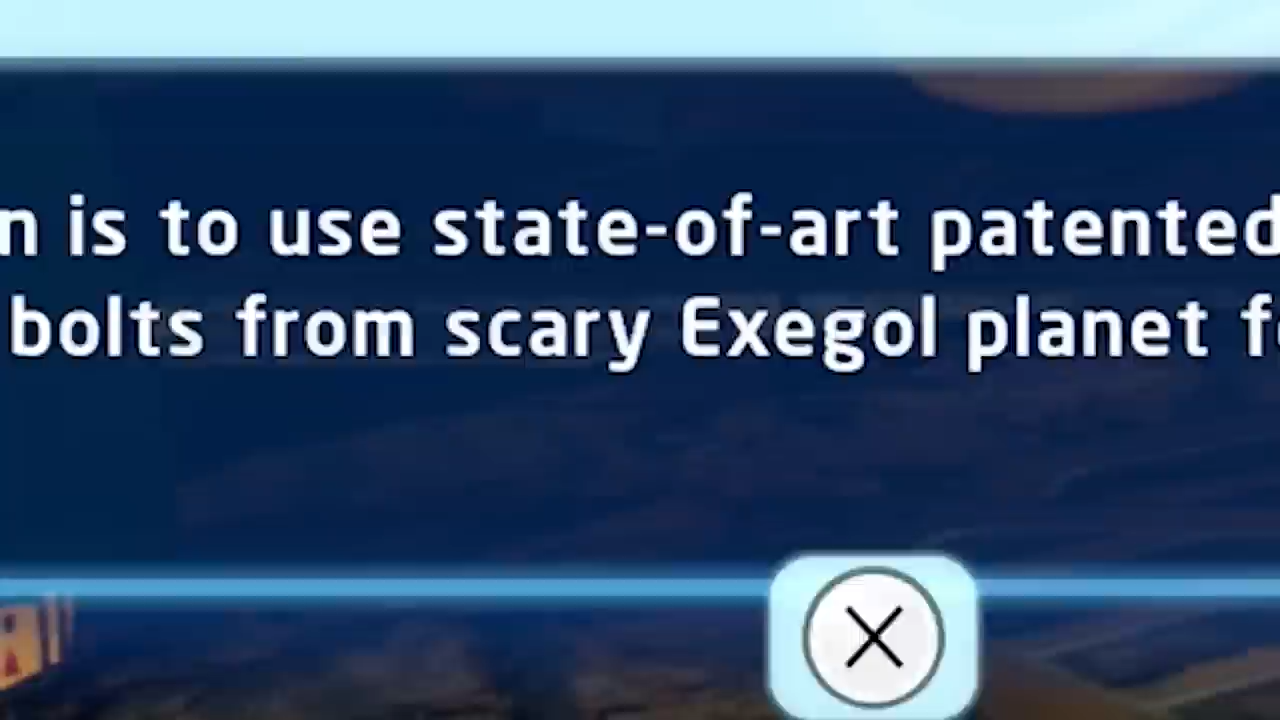 n is to use state-of-art patented
bolts from scary Exegol planet f